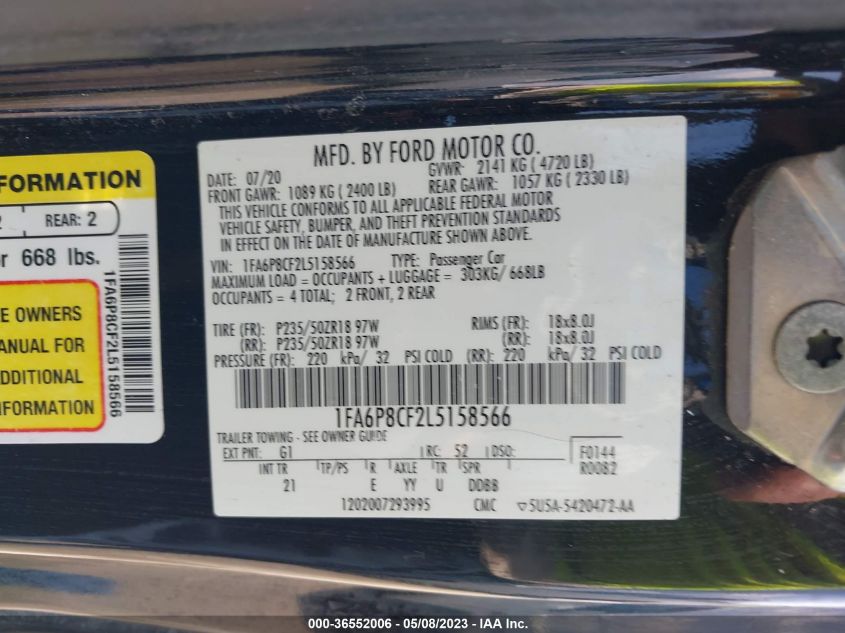 FORMATION
REAR: 2
668 lbs.
1FA6P8CF2L5158566
E OWNERS
MANUAL FOR
ADDITIONAL
INFORMATION
MFD. BY FORD MOTOR CO.
DATE: 07/20 GVWR: 2141 KG ( 4720 LB)
FRONT GAWR: 1089 KG ( 2400 LB) REAR GAWR: 1057 KG ( 2330 LB)
THIS VEHICLE CONFORMS TO ALL APPLICABLE FEDERAL MOTOR
VEHICLE SAFETY, BUMPER, AND THEFT PREVENTION STANDARDS
IN EFFECT ON THE DATE OF MANUFACTURE SHOWN ABOVE.
VIN: 1FA6P8CF2L5158566 TYPE: Passenger Car
MAXIMUM LOAD = OCCUPANTS + LUGGAGE = 303KG/ 668LB
OCCUPANTS = 4 TOTAL; 2 FRONT, 2 REAR
TIRE (FR): P235/50ZR18 97W RIMS (FR): 18x8.0J
(RR): P235/50ZR18 97W (RR): 18x8.0J
PRESSURE (FR): 220 kPa/ 32 PSI COLD (RR): 220 kPa/ 32 PSI COLD
1FA6P8CF2L5158566
TRAILER TOWING - SEE OWNER GUIDE
EXT PNT: G1 RC: 52 DSO: F0144
INT TR TP/PS R AXLE TR SPR R0082
21 E YY U DDBB
1202007293995 CMC 5U5A-5420472-AA
000-36552006 - 05/08/2023 - IAA Inc.